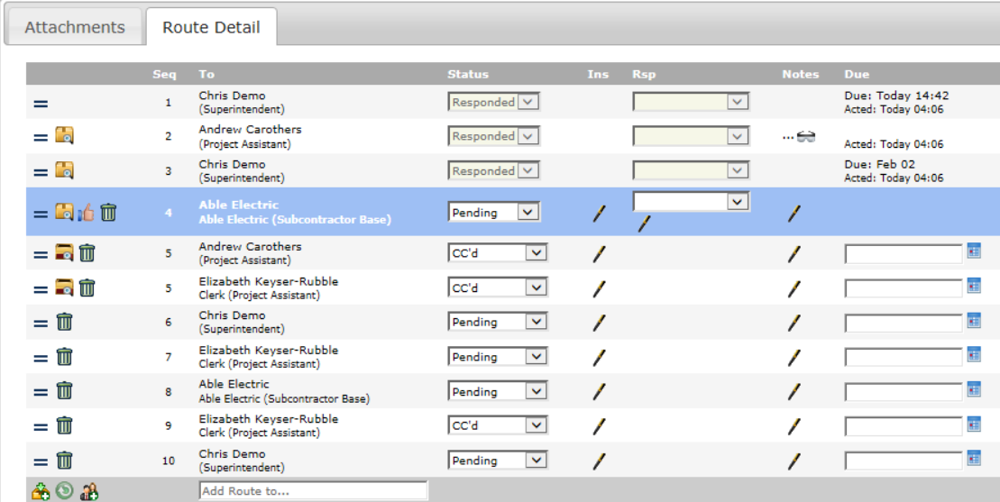 Attachments Route Detail
Seq To Status Ins Rsp Notes Due
Chris Demo Due: Today 14:42
1 Responded
(Superintendent) Acted: Today 04:06
Andrew Carothers
2 Responded ...
(Project Assistant) Acted: Today 04:06
Chris Demo Due: Feb 02
3 Responded
(Superintendent) Acted: Today 04:06
Able Electric
4 Pending
Able Electric (Subcontractor Base)
Andrew Carothers
5 CC'd
(Project Assistant)
Elizabeth Keyser-Rubble
5 CC'd
Clerk (Project Assistant)
Chris Demo
6 Pending
(Superintendent)
Elizabeth Keyser-Rubble
7 Pending
Clerk (Project Assistant)
Able Electric
8 Pending
Able Electric (Subcontractor Base)
Elizabeth Keyser-Rubble
9 CC'd
Clerk (Project Assistant)
Chris Demo
10 Pending
(Superintendent)
Add Route to...